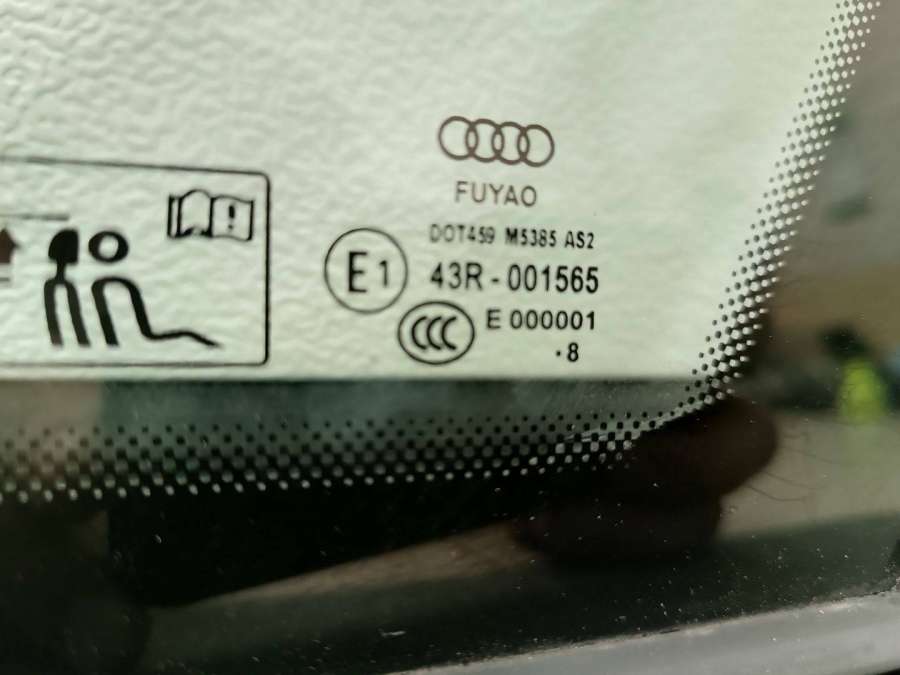 FUYAO
DOT459 M5385 AS2
E1
43R-001565
CCC
E 000001
.8
!